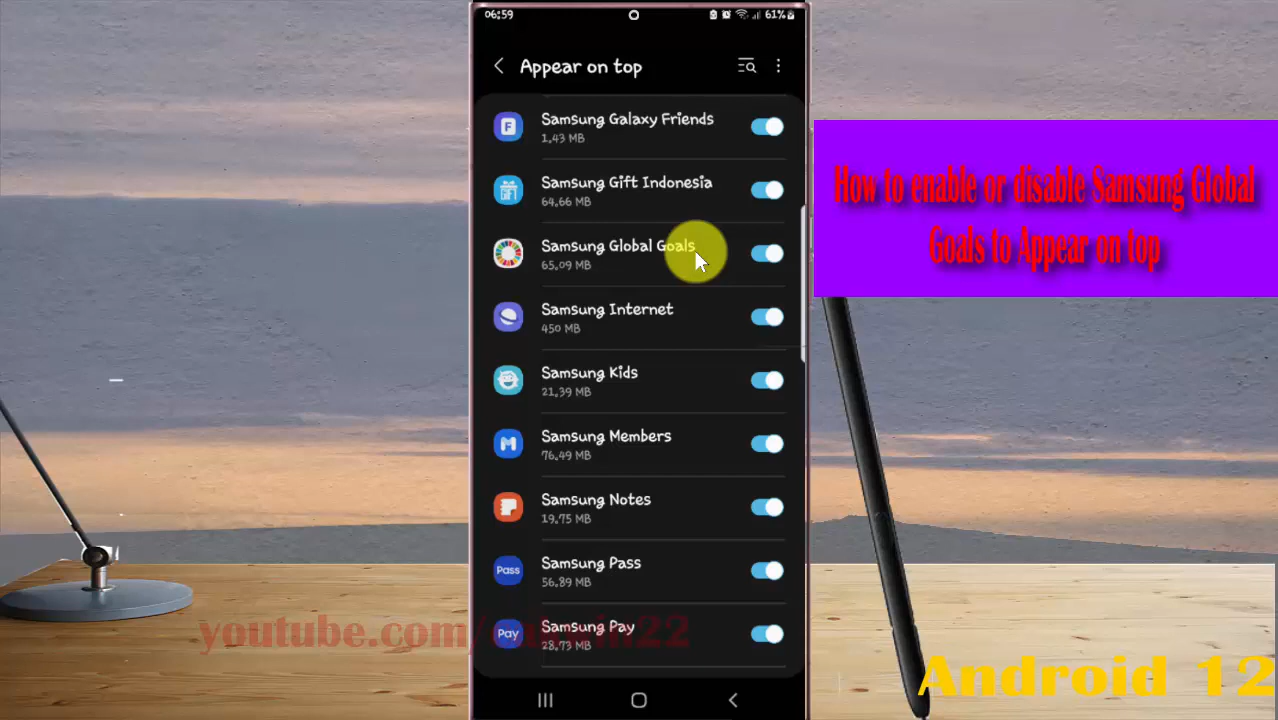 06:59
61%
Appear on top
Samsung Galaxy Friends
1,43 MB
Samsung Gift Indonesia
64,66 MB
Samsung Global Goals
65,09 MB
Samsung Internet
450 MB
Samsung Kids
21,39 MB
Samsung Members
76,49 MB
Samsung Notes
19,75 MB
Pass
Samsung Pass
56,89 MB
Pay
Samsung Pay
28,73 MB
How to enable or disable Samsung Global
Goals to Appear on top
Android 12